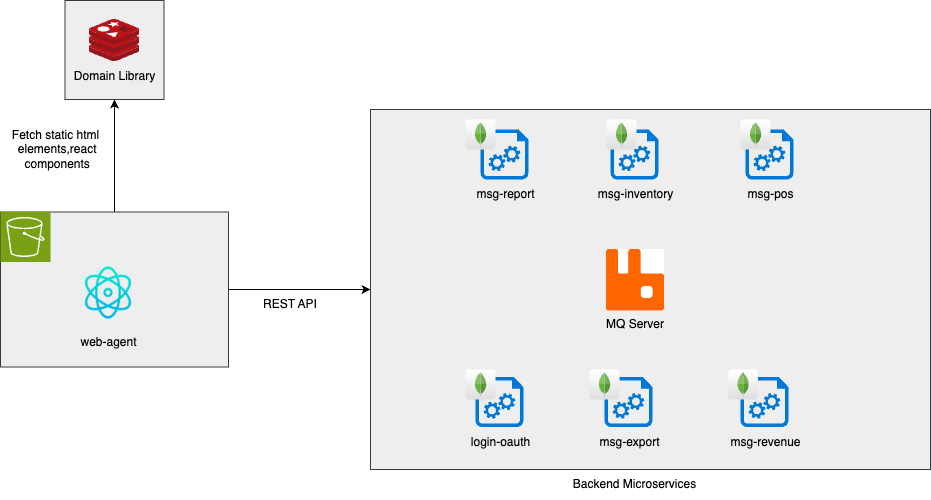 Domain Library
Fetch static html
elements,react
components
web-agent
REST API
msg-report
msg-inventory
msg-pos
MQ Server
login-oauth
msg-export
msg-revenue
Backend Microservices